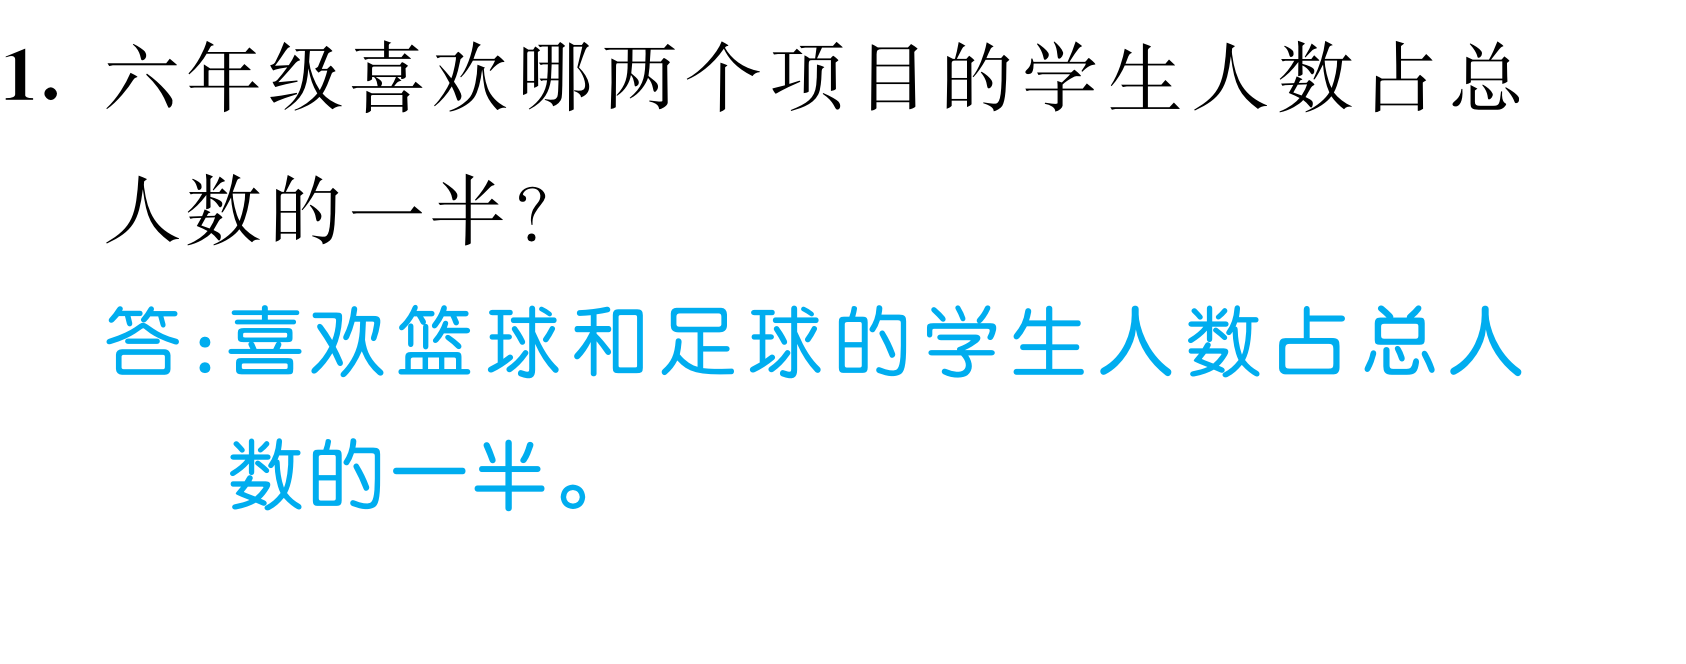 1. 六年级喜欢哪两个项目的学生人数占总
人数的一半?
答:喜欢篮球和足球的学生人数占总人
数的一半。